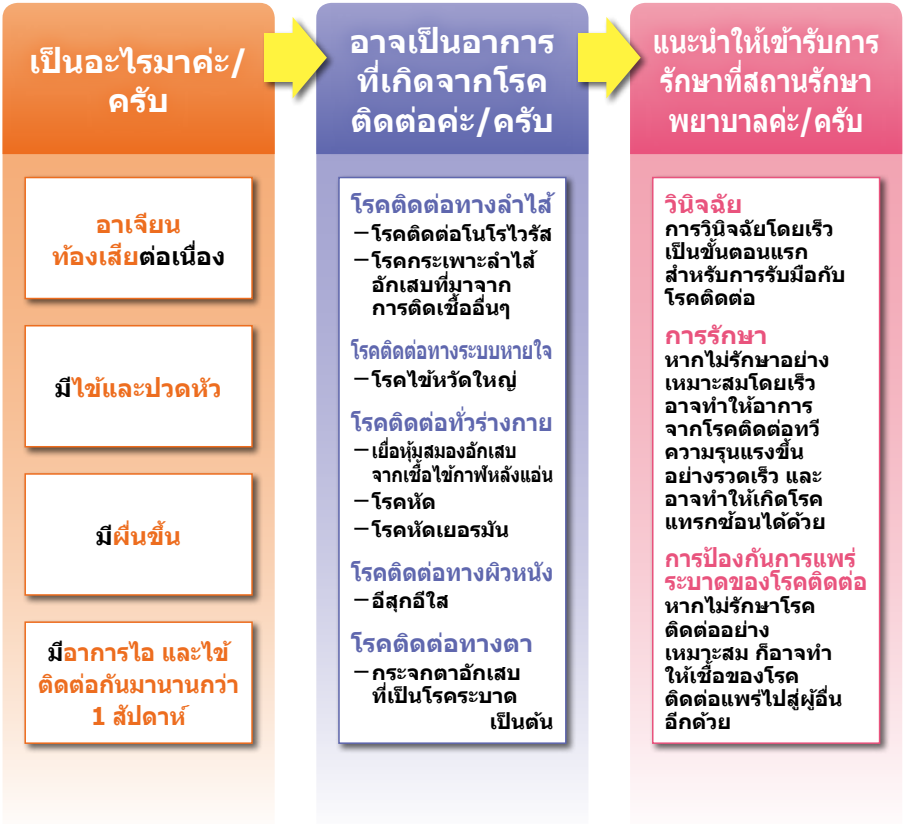 เป็นอะไรมาค่ะ/
ครับ
อาเจียน
ท้องเสียต่อเนื่อง
มีไข้และปวดหัว
มีผื่นขึ้น
มีอาการไอ และไข้
ติดต่อกันมานานกว่า
1 สัปดาห์
อาจเป็นอาการ
ที่เกิดจากโรค
ติดต่อค่ะ/ครับ
โรคติดต่อทางลำไส้
—โรคติดต่อโนโรไวรัส
—โรคกระเพาะลำไส้
อักเสบที่มาจาก
การติดเชื้ออื่นๆ
โรคติดต่อทางระบบหายใจ
—โรคไข้หวัดใหญ่
โรคติดต่อทั่วร่างกาย
—เยื่อหุ้มสมองอักเสบ
จากเชื้อไข้กาฬหลังแอ่น
—โรคหัด
—โรคหัดเยอรมัน
โรคติดต่อทางผิวหนัง
—อีสุกอีใส
โรคติดต่อทางตา
—กระจกตาอักเสบ
ที่เป็นโรคระบาด
เป็นต้น
แนะนำให้เข้ารับการ
รักษาที่สถานรักษา
พยาบาลค่ะ/ครับ
วินิจฉัย
การวินิจฉัยโดยเร็ว
เป็นขั้นตอนแรก
สำหรับการรับมือกับ
โรคติดต่อ
การรักษา
หากไม่รักษาอย่าง
เหมาะสมโดยเร็ว
อาจทำให้อาการ
จากโรคติดต่อทวี
ความรุนแรงขึ้น
อย่างรวดเร็ว และ
อาจทำให้เกิดโรค
แทรกซ้อนได้ด้วย
การป้องกันการแพร่
ระบาดของโรคติดต่อ
หากไม่รักษาโรค
ติดต่ออย่าง
เหมาะสม ก็อาจทำ
ให้เชื้อของโรค
ติดต่อแพร่ไปสู่ผู้อื่น
อีกด้วย